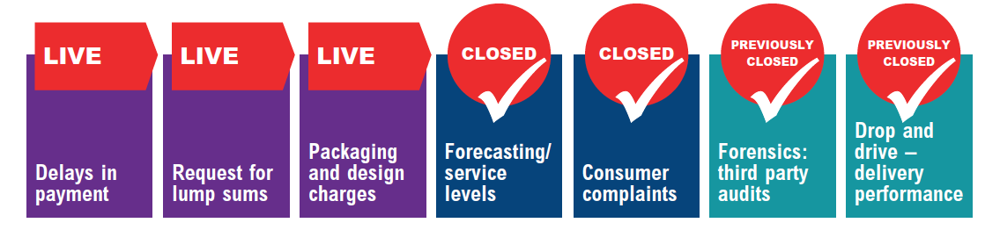 LIVE
Delays in
payment
LIVE
Request for
lump sums
LIVE
Packaging
and design
charges
CLOSED
Forecasting/
service
levels
CLOSED
Consumer
complaints
PREVIOUSLY
CLOSED
Forensics:
third party
audits
PREVIOUSLY
CLOSED
Drop and
drive –
delivery
performance